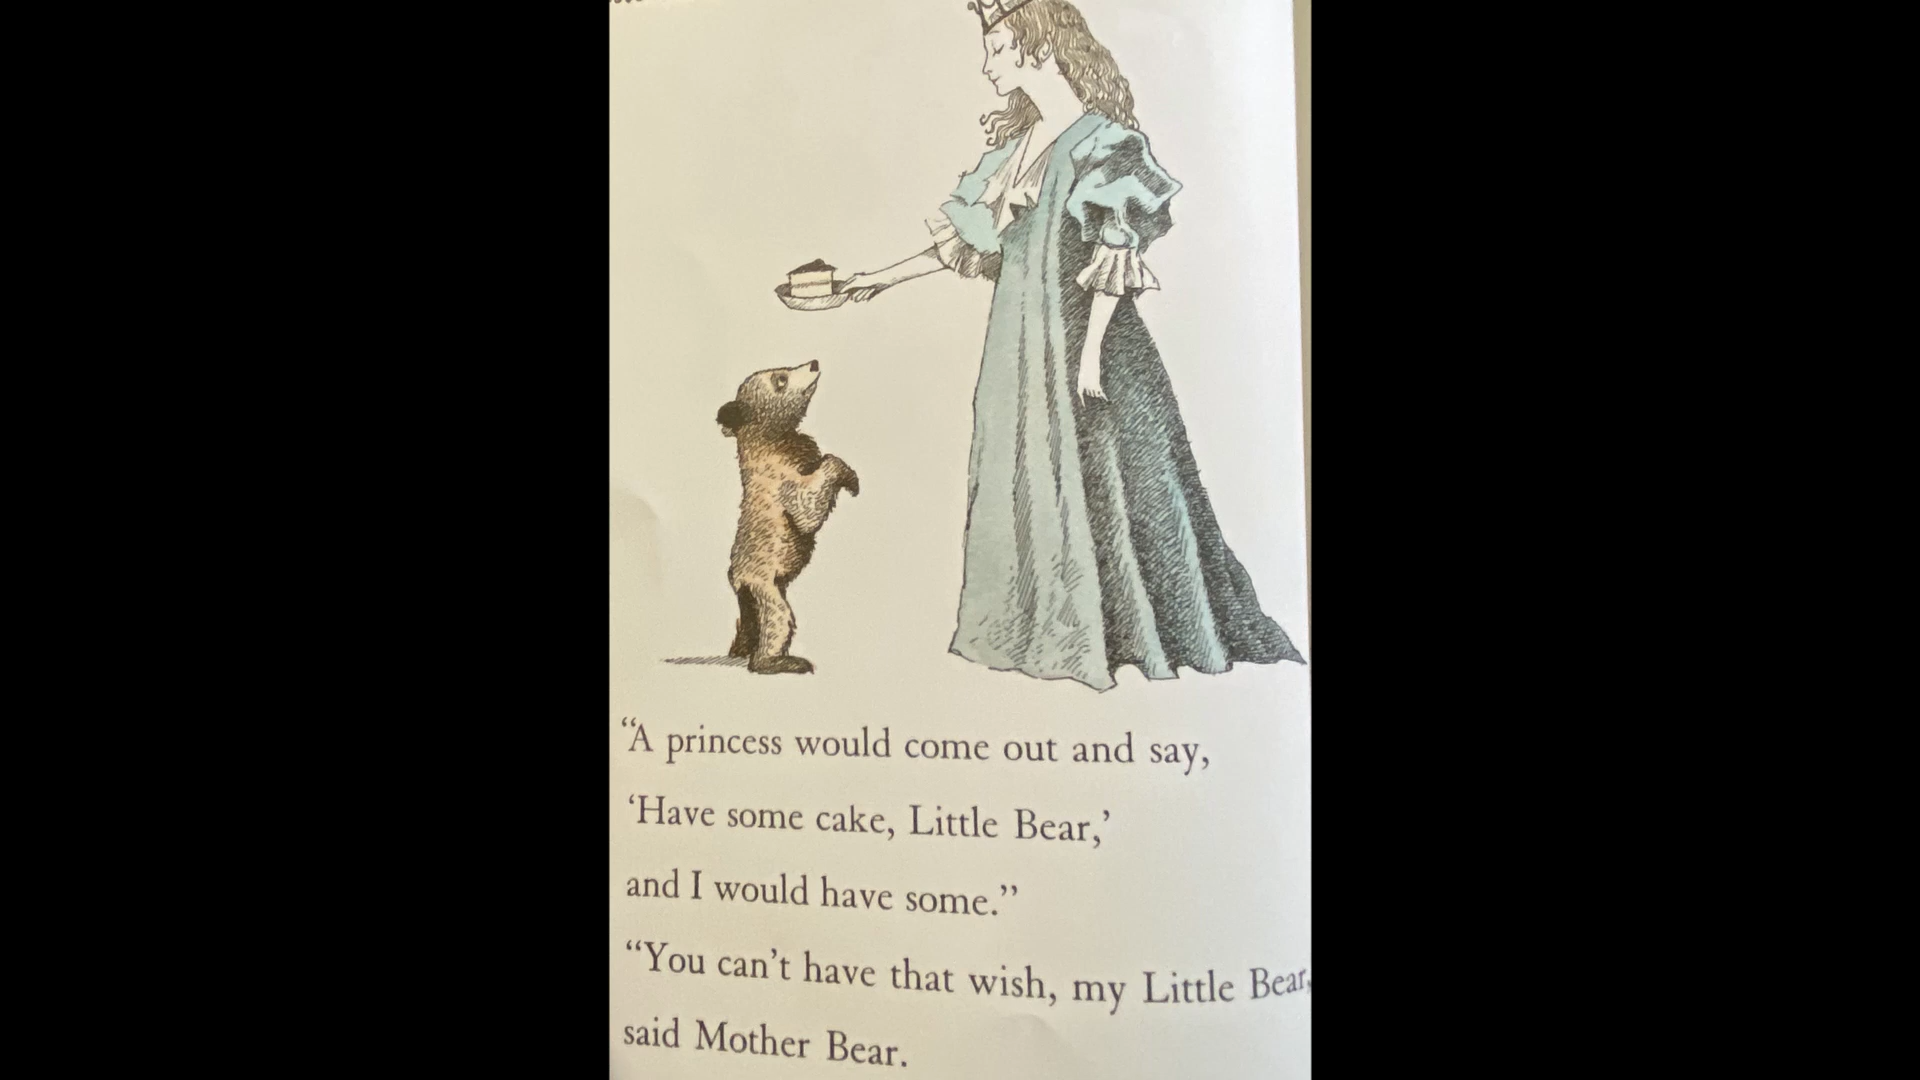 “A princess would come out and say,
‘Have some cake, Little Bear,’
and I would have some.”
“You can’t have that wish, my Little Bear,
said Mother Bear.